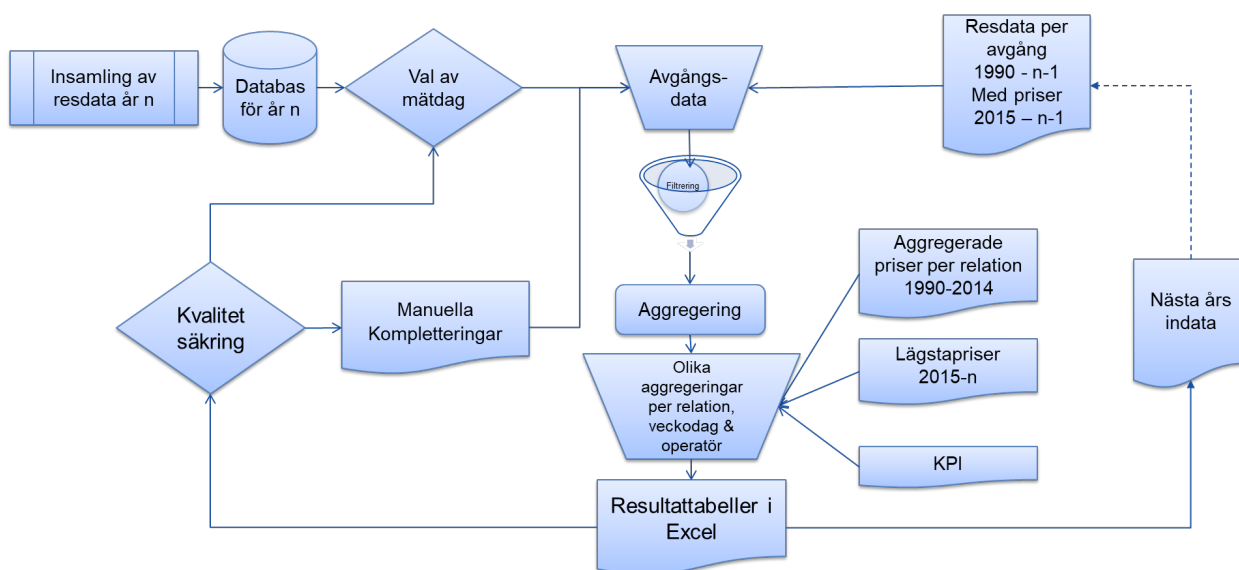 Insamling av
resdata år n
Databas
för år n
Val av
mätdag
Avgångs-
data
Resdata per
avgång
1990 - n-1
Med priser
2015 – n-1
Filtrering
Kvalitet
säkring
Manuella
Kompletteringar
Aggregering
Aggregerade
priser per relation
1990-2014
Nästa års
indata
Olika
aggregeringar
per relation,
veckodag &
operatör
Lägstapriser
2015-n
KPI
Resultattabeller i
Excel